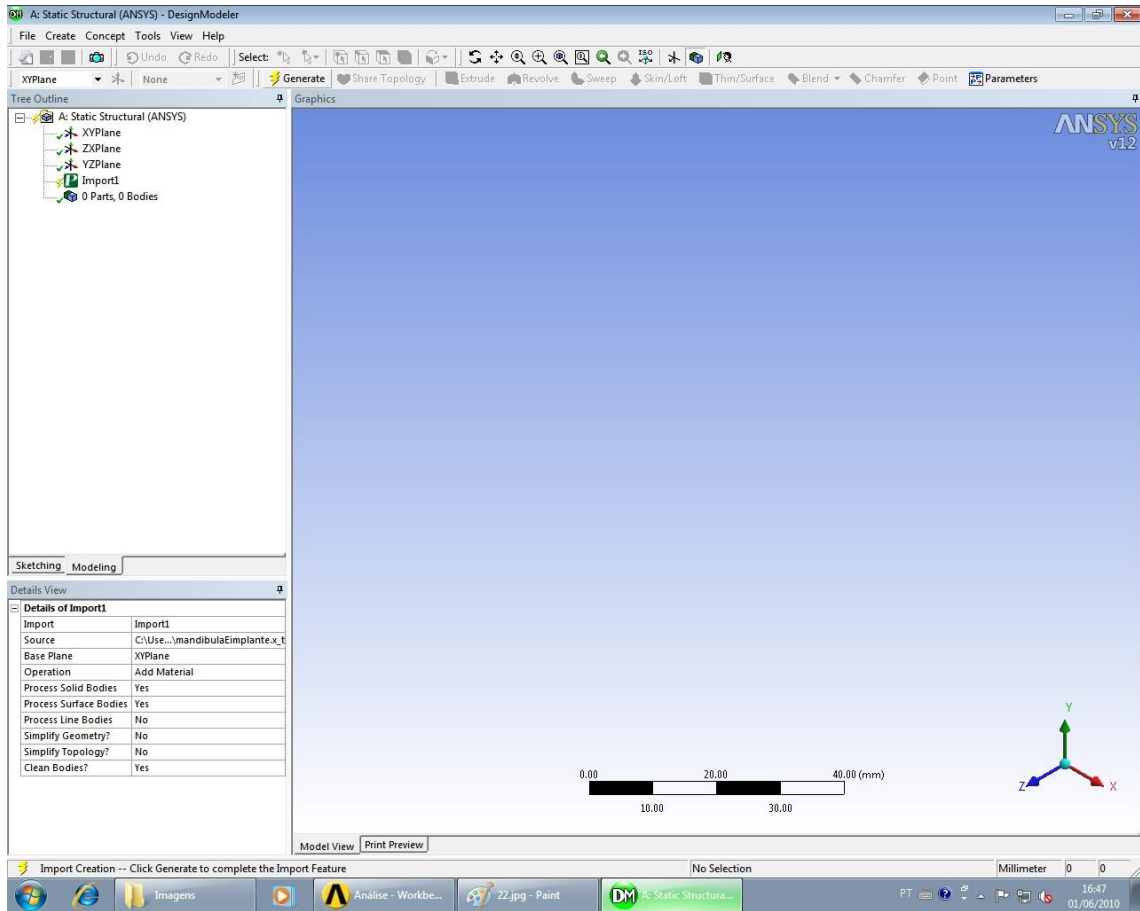 A: Static Structural (ANSYS) - DesignModeler
File Create Concept Tools View Help
Undo Redo Select: ISO
XYPlane None Generate Share Topology Extrude Revolve Sweep Skin/Loft Thin/Surface Blend Chamfer Point Parameters
Tree Outline
A: Static Structural (ANSYS)
XYPlane
ZXPlane
YZPlane
Import1
0 Parts, 0 Bodies
Sketching Modeling
Details View
Details of Import1
Import Import1
Source C:\Use...\mandibulaEimplante.x_t
Base Plane XYPlane
Operation Add Material
Process Solid Bodies Yes
Process Surface Bodies Yes
Process Line Bodies No
Simplify Geometry? No
Simplify Topology? No
Clean Bodies? Yes
Graphics
ANSYS
v12
0.00 20.00 40.00 (mm)
10.00 30.00
Y
Z X
Model View Print Preview
Import Creation -- Click Generate to complete the Import Feature No Selection Millimeter 0 0
Imagens Análise - Workbe... 22.jpg - Paint DM A: Static Structura... PT 16:47
01/06/2010